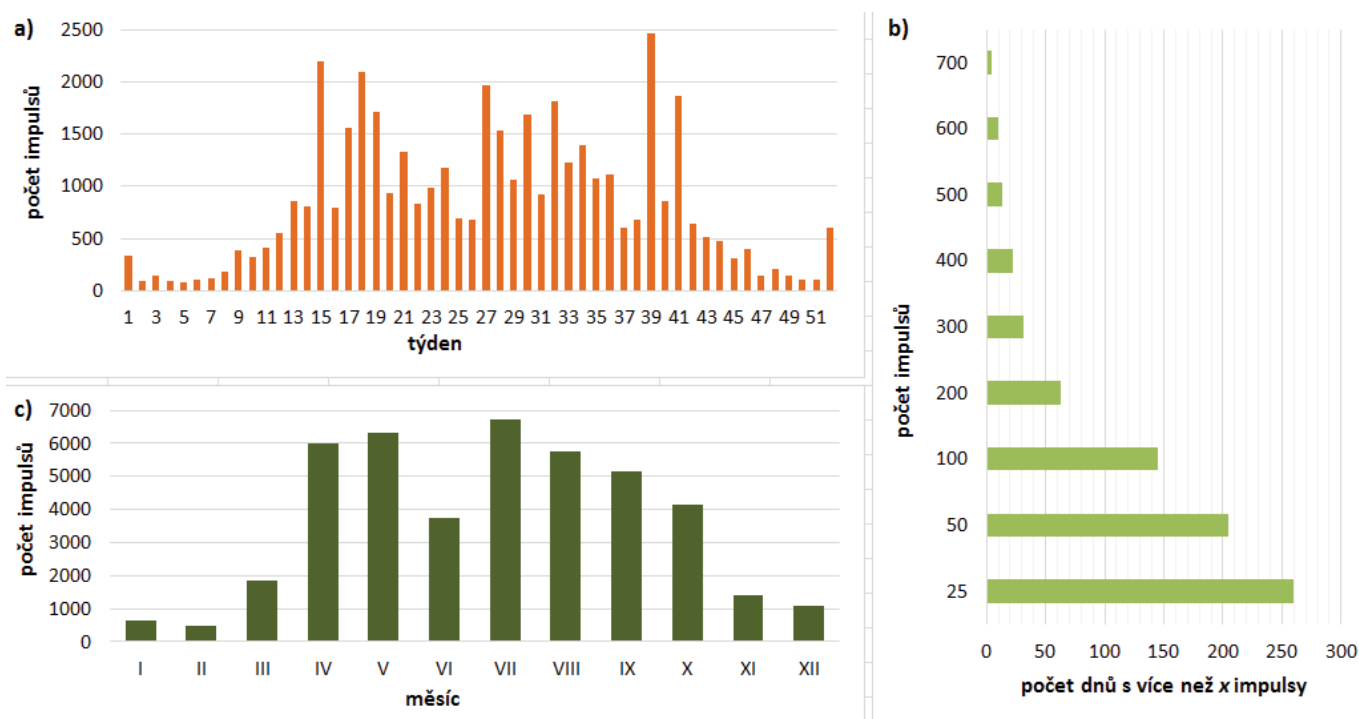 a)
2500
2000
1500
1000
500
0
počet impulsů
1 3 5 7 9 11 13 15 17 19 21 23 25 27 29 31 33 35 37 39 41 43 45 47 49 51
týden
b)
700
600
500
400
300
200
100
50
25
počet impulsů
0 50 100 150 200 250 300
počet dnů s více než x impulsy
c)
7000
6000
5000
4000
3000
2000
1000
0
počet impulsů
I II III IV V VI VII VIII IX X XI XII
měsíc